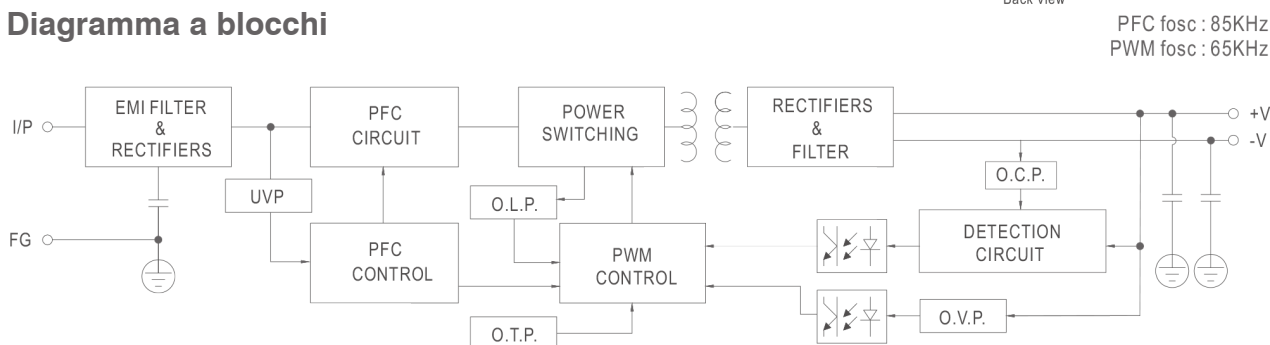 Back View
Diagramma a blocchi
PFC fosc : 85KHz
PWM fosc : 65KHz
I/P
EMI FILTER
&
RECTIFIERS
PFC
CIRCUIT
POWER
SWITCHING
RECTIFIERS
&
FILTER
+V
-V
UVP
O.L.P.
O.C.P.
FG
PFC
CONTROL
PWM
CONTROL
DETECTION
CIRCUIT
O.T.P.
O.V.P.